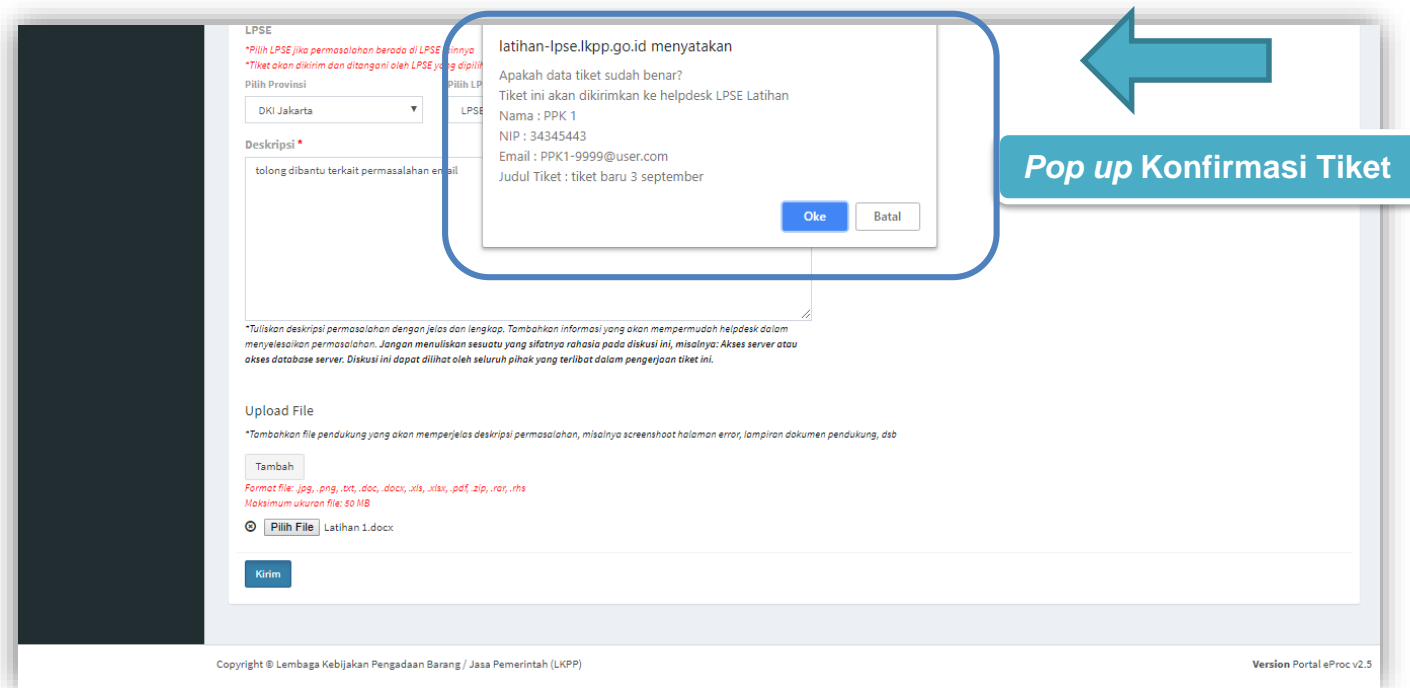 LPSE
*Pilih LPSE jika permasalahan berada di LPSE lainnya
*Tiket akan dikirim dan ditangani oleh LPSE yang dipilih
Pilih Provinsi
Pilih LP
DKI Jakarta
LPSE
Deskripsi *
tolong dibantu terkait permasalahan email
latihan-lpse.lkpp.go.id menyatakan
Apakah data tiket sudah benar?
Tiket ini akan dikirimkan ke helpdesk LPSE Latihan
Nama : PPK 1
NIP : 34345443
Email : PPK1-9999@user.com
Judul Tiket : tiket baru 3 september
Oke Batal
Pop up Konfirmasi Tiket
*Tuliskan deskripsi permasalahan dengan jelas dan lengkap. Tambahkan informasi yang akan mempermudah helpdesk dalam
menyelesaikan permasalahan. Jangan menuliskan sesuatu yang sifatnya rahasia pada diskusi ini, misalnya: Akses server atau
akses database server. Diskusi ini dapat dilihat oleh seluruh pihak yang terlibat dalam pengerjaan tiket ini.
Upload File
*Tambahkan file pendukung yang akan memperjelas deskripsi permasalahan, misalnya screenshoot halaman error, lampiran dokumen pendukung, dsb
Tambah
Format file: .jpg, .png, .txt, .doc, .docx, .xls, .xlsx, .pdf, .zip, .rar, .rhs
Maksimum ukuran file: 50 MB
Pilih File Latihan 1.docx
Kirim
Copyright © Lembaga Kebijakan Pengadaan Barang / Jasa Pemerintah (LKPP)
Version Portal eProc v2.5